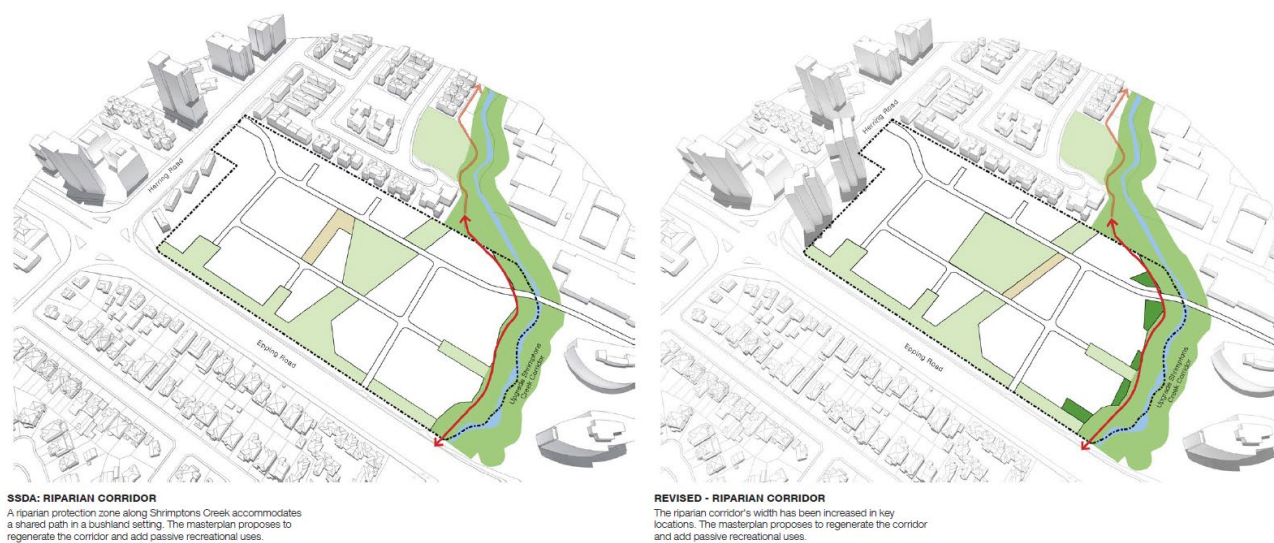 Herring Road
Epping Road
Upgrade Shrimptons
Creek Corridor
SSDA: RIPARIAN CORRIDOR
A riparian protection zone along Shrimptons Creek accommodates
a shared path in a bushland setting. The masterplan proposes to
regenerate the corridor and add passive recreational uses.
Herring Road
Epping Road
Upgrade Shrimptons
Creek Corridor
REVISED - RIPARIAN CORRIDOR
The riparian corridor's width has been increased in key
locations. The masterplan proposes to regenerate the corridor
and add passive recreational uses.